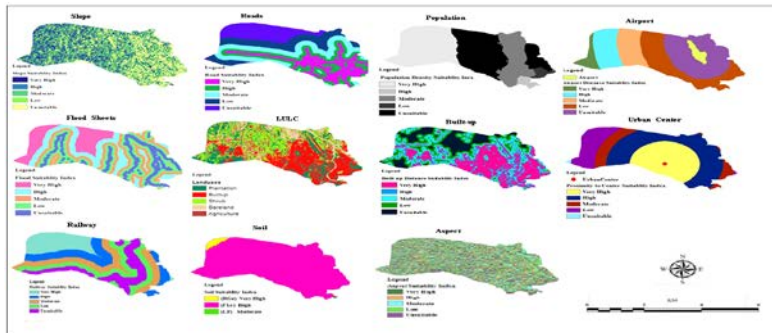 Slope
Legend
Slope Suitability Index
Very High
High
Moderate
Low
Unsuitable
Roads
Legend
Road Suitability Index
Very High
High
Moderate
Low
Unsuitable
Population
Legend
Population Density Suitability Area
Very High
High
Moderate
Low
Unsuitable
Airport
Legend
Airport
Airport Distance Suitability Index
Very High
High
Moderate
Low
Unsuitable
Flood Sheets
Legend
Flood Suitability Index
Very High
High
Moderate
Low
Unsuitable
LULC
Legend
Landuse
Plantation
Builtup
Shrub
Bareland
Agriculture
Built-up
Legend
Built-up Distance Suitability Index
Very High
High
Moderate
Low
Unsuitable
Urban Center
Legend
UrbanCenter
Proximity to Center Suitability Index
Very High
High
Moderate
Low
Unsuitable
Railway
Legend
Railway Suitability Index
Very High
High
Moderate
Low
Unsuitable
Soil
Legend
Soil Suitability Index
Very High
High
Moderate
Aspect
Legend
Very High
High
Moderate
Low
Unsuitable
N
W
E
S